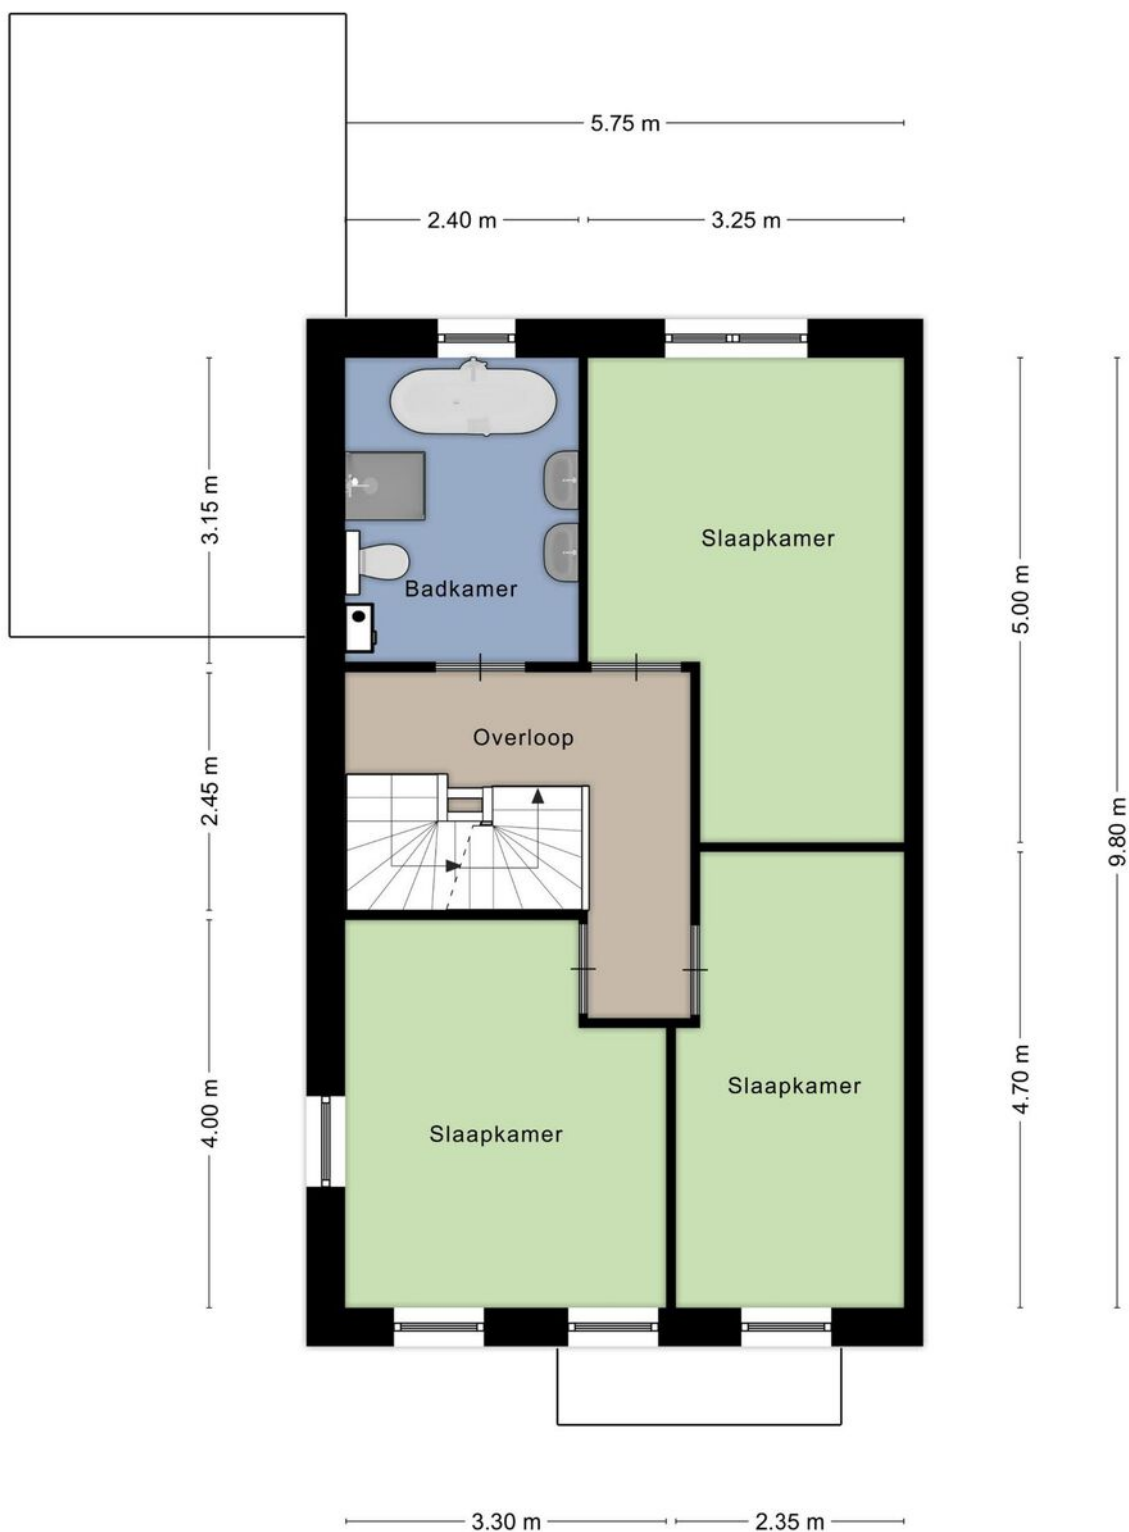 5.75 m
2.40 m
3.25 m
3.15 m
Slaapkamer
Badkamer
5.00 m
Overloop
2.45 m
9.80 m
Slaapkamer
4.00 m
4.70 m
Slaapkamer
3.30 m
2.35 m